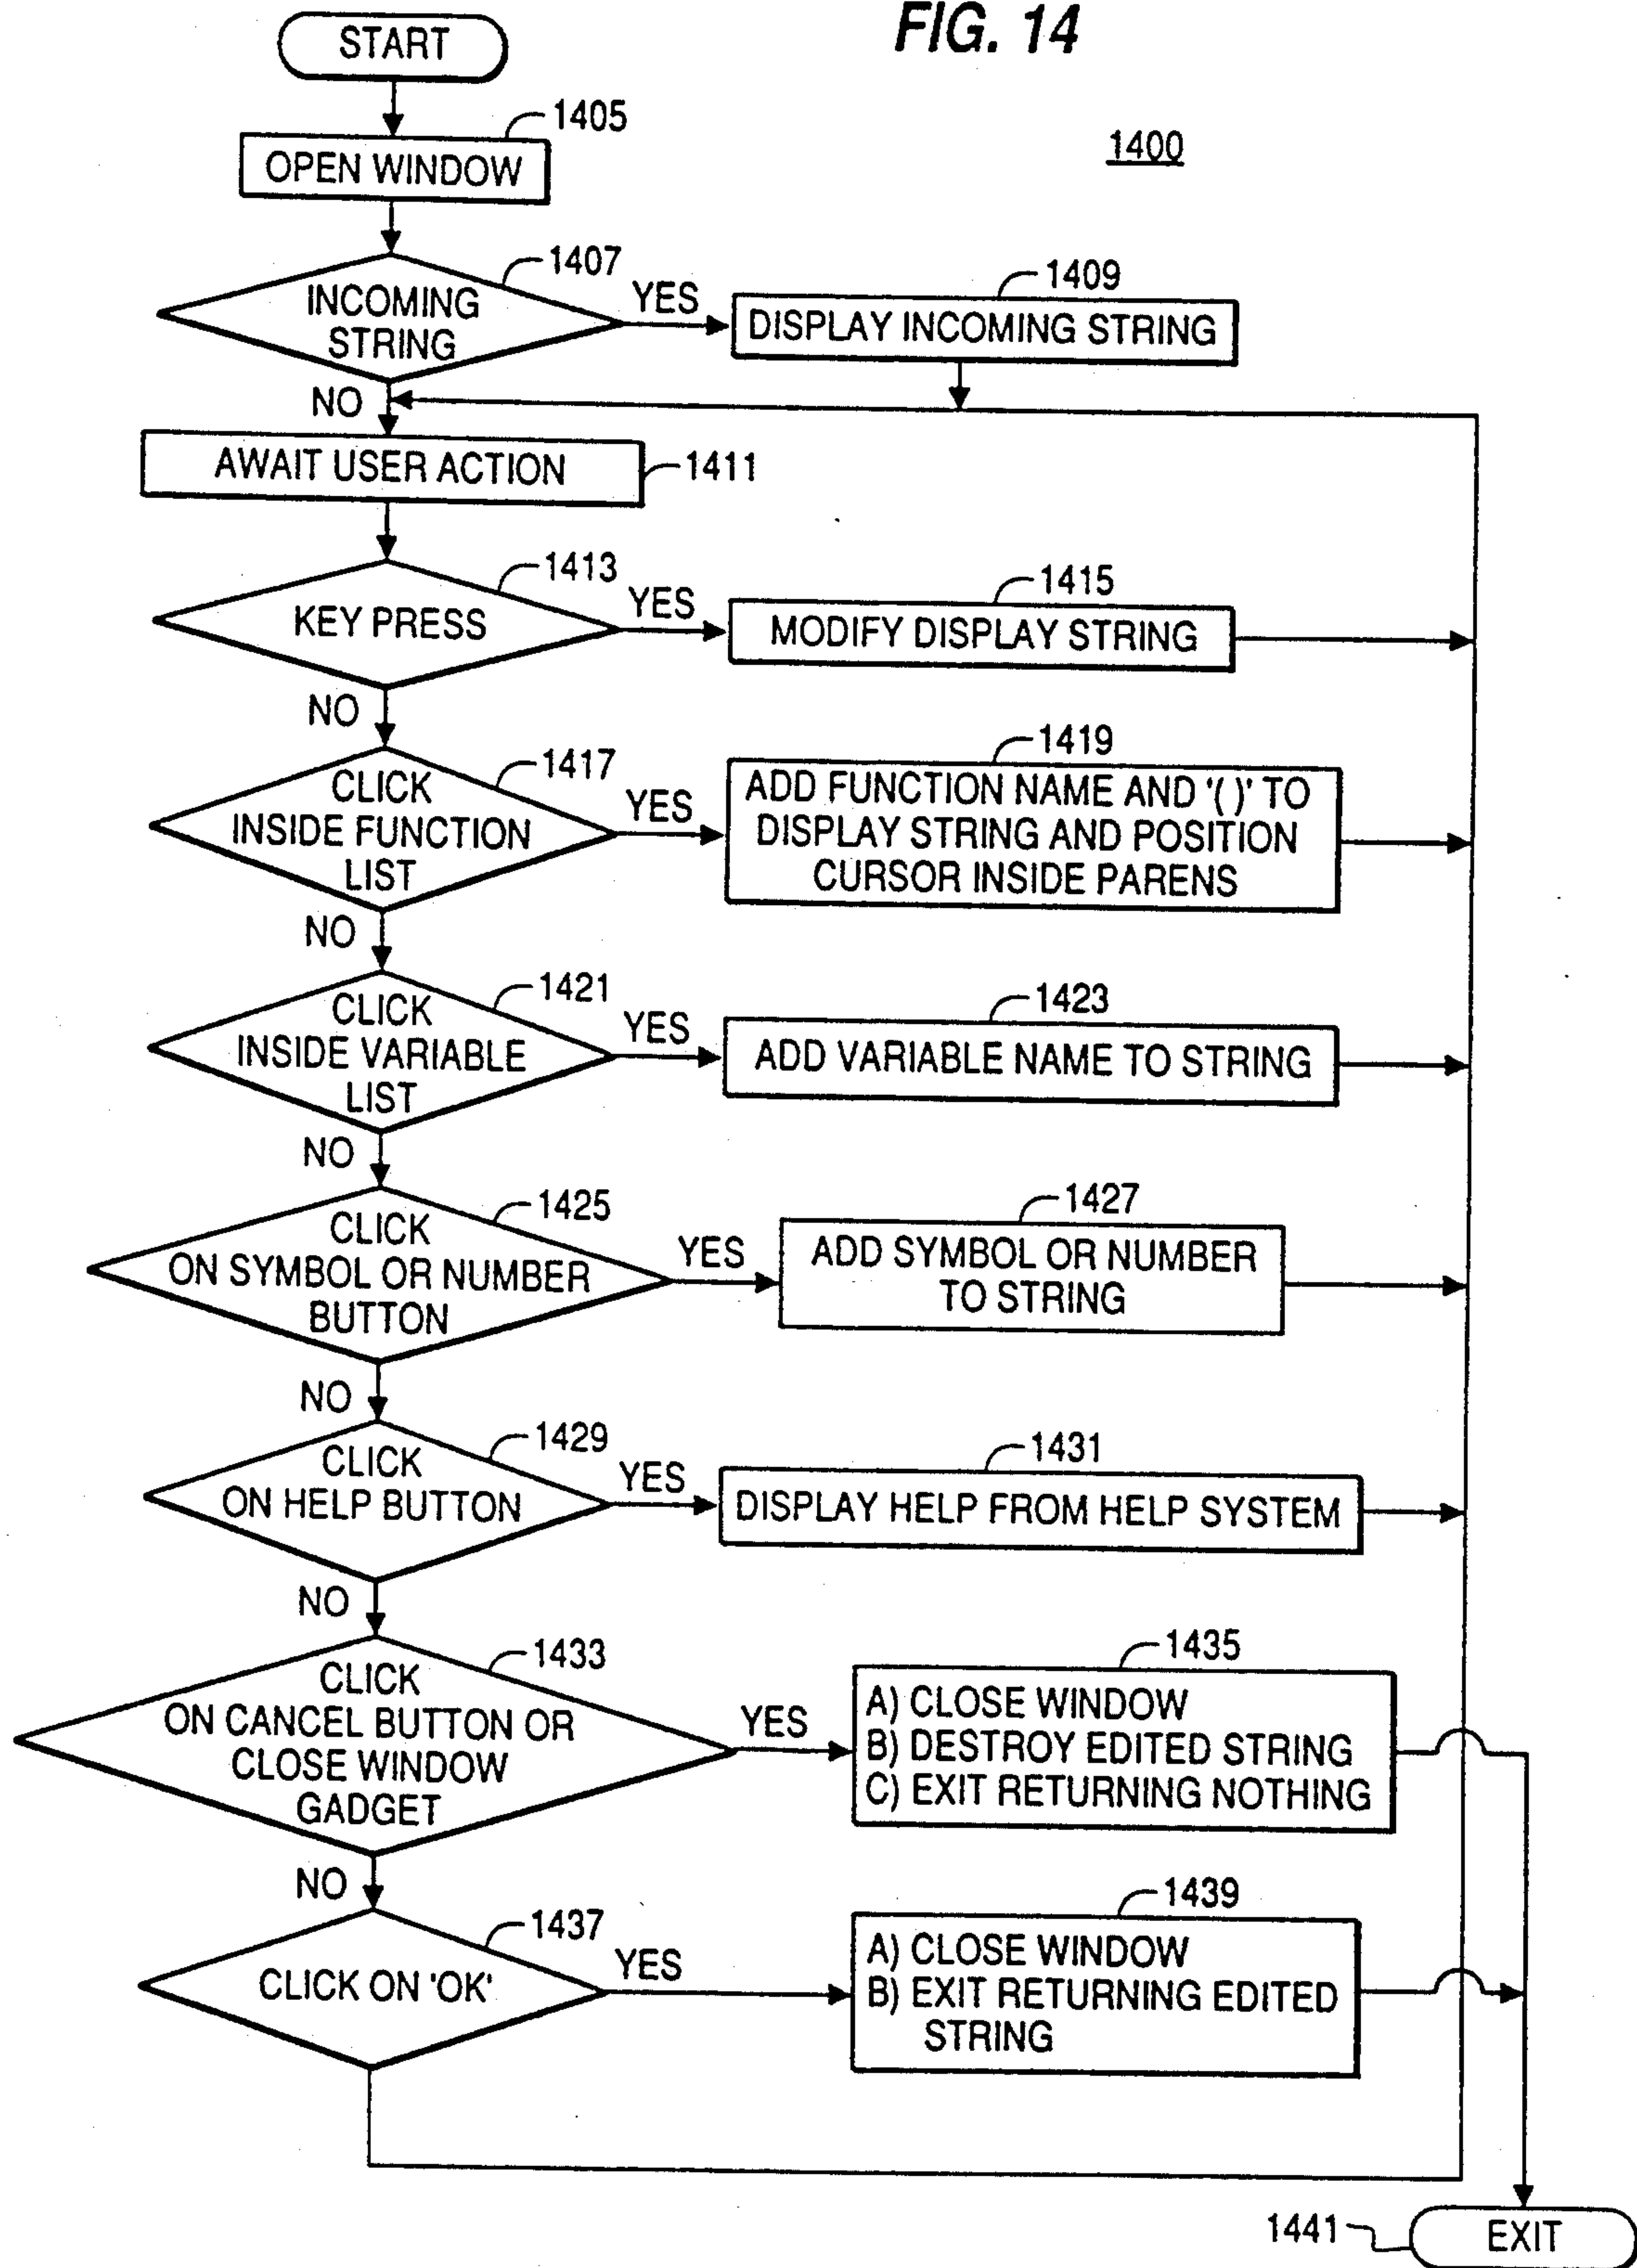 FIG. 14
START
1405
OPEN WINDOW
1400
1407
INCOMING
STRING
YES
1409
DISPLAY INCOMING STRING
NO
AWAIT USER ACTION
1411
1413
KEY PRESS
YES
1415
MODIFY DISPLAY STRING
NO
1417
CLICK
INSIDE FUNCTION
LIST
YES
1419
ADD FUNCTION NAME AND '( )' TO
DISPLAY STRING AND POSITION
CURSOR INSIDE PARENS
NO
1421
CLICK
INSIDE VARIABLE
LIST
YES
1423
ADD VARIABLE NAME TO STRING
NO
1425
CLICK
ON SYMBOL OR NUMBER
BUTTON
YES
1427
ADD SYMBOL OR NUMBER
TO STRING
NO
1429
CLICK
ON HELP BUTTON
YES
1431
DISPLAY HELP FROM HELP SYSTEM
NO
1433
CLICK
ON CANCEL BUTTON OR
CLOSE WINDOW
GADGET
YES
1435
A) CLOSE WINDOW
B) DESTROY EDITED STRING
C) EXIT RETURNING NOTHING
NO
1437
CLICK ON 'OK'
YES
1439
A) CLOSE WINDOW
B) EXIT RETURNING EDITED
STRING
1441
EXIT